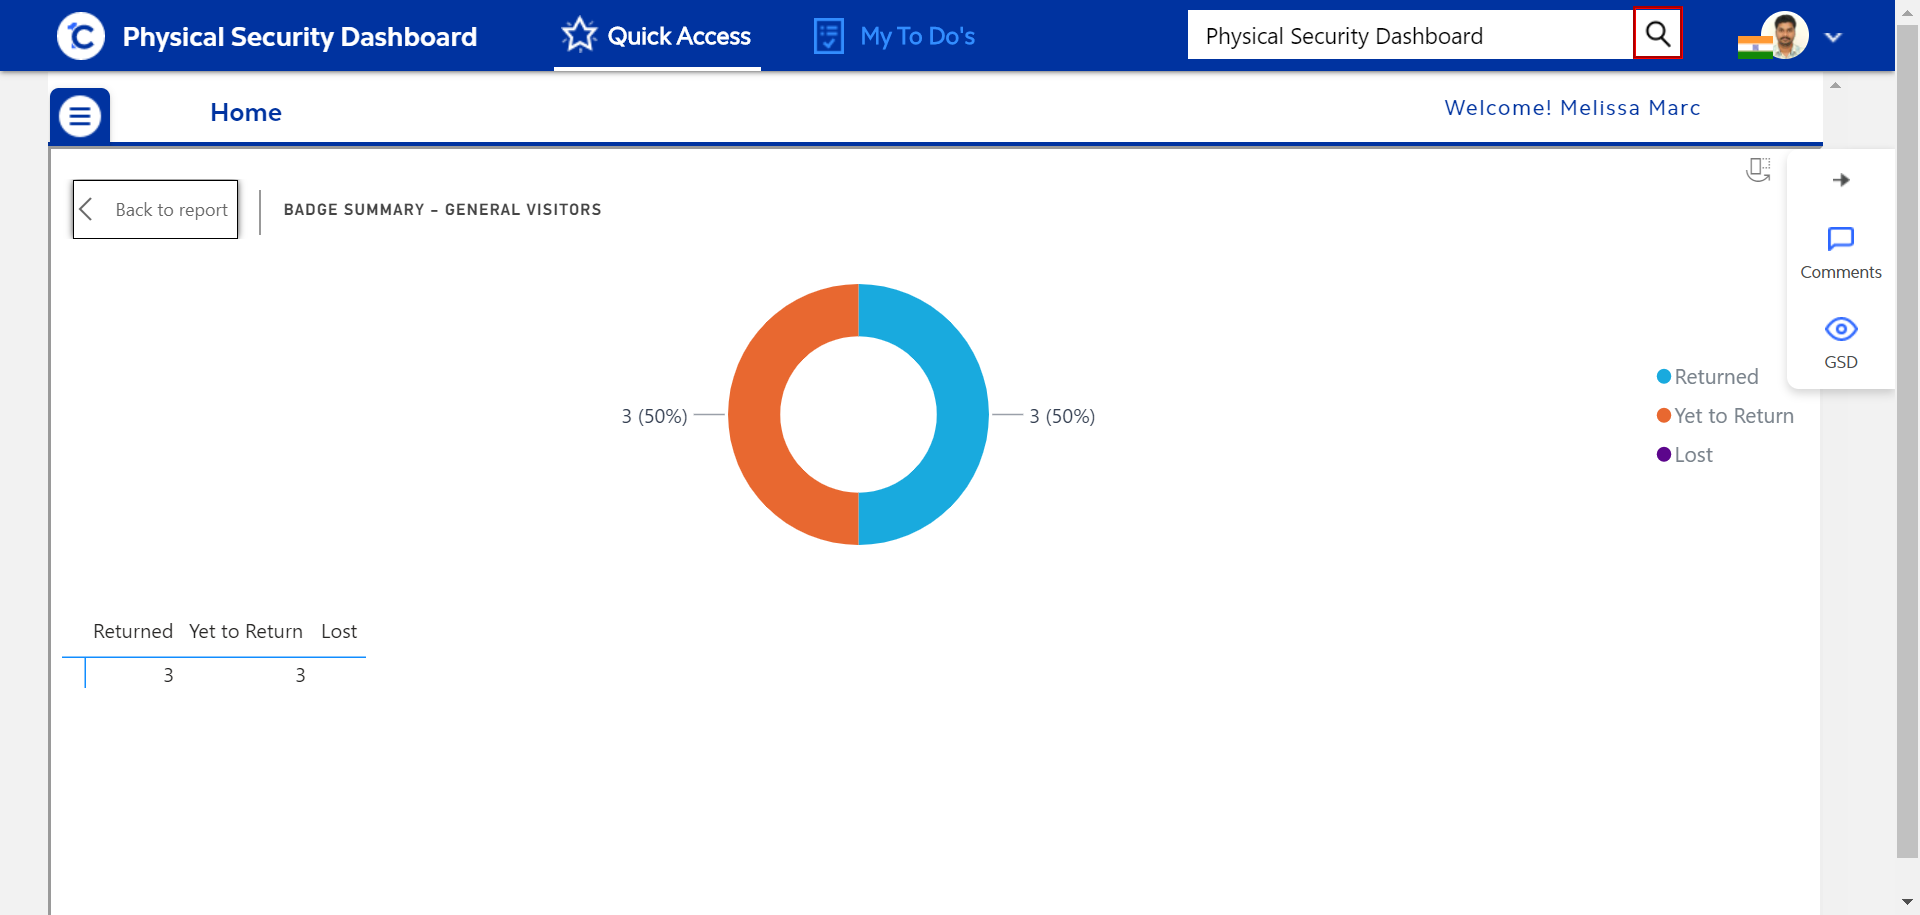 Physical Security Dashboard
Quick Access
My To Do's
Physical Security Dashboard
Home
Welcome! Melissa Marc
Back to report
BADGE SUMMARY – GENERAL VISITORS
Comments
GSD
3 (50%)
3 (50%)
Returned
Yet to Return
Lost
Returned Yet to Return Lost
3 3